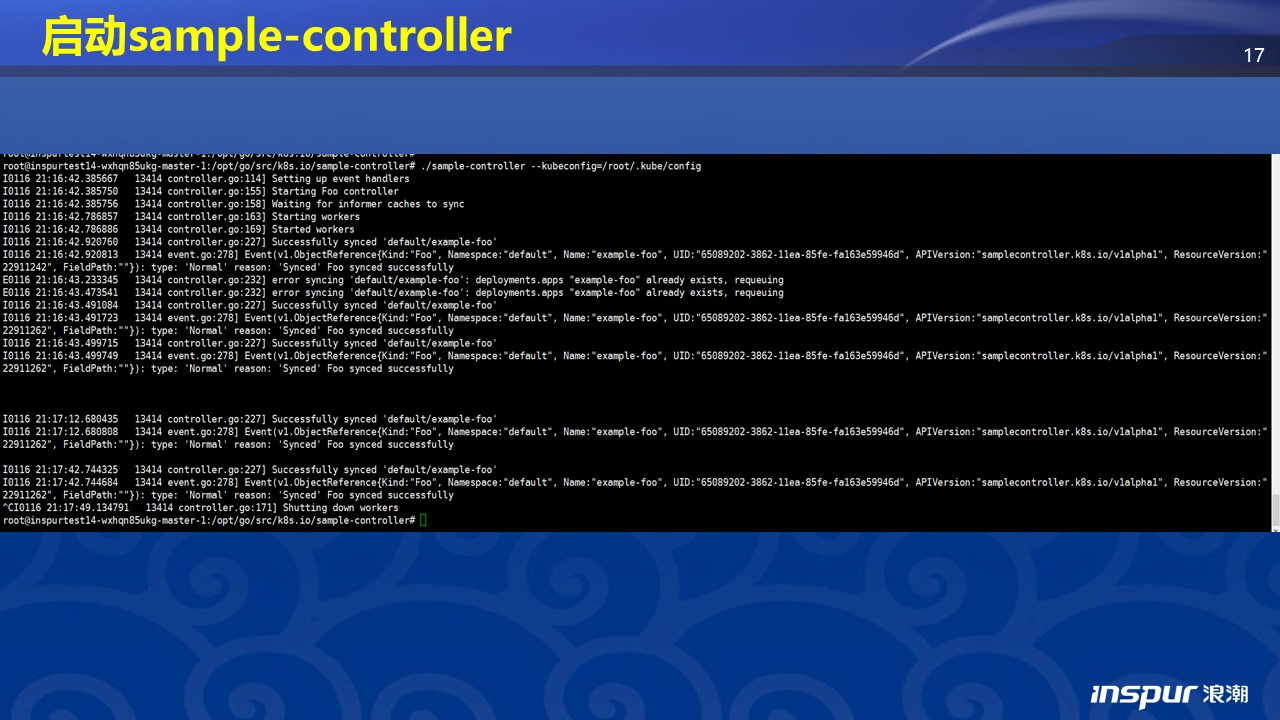 启动sample-controller
17
root@inspurtest14-wxhqn85ukg-master-1:/opt/go/src/k8s.io/sample-controller#
root@inspurtest14-wxhqn85ukg-master-1:/opt/go/src/k8s.io/sample-controller# ./sample-controller --kubeconfig=/root/.kube/config
I0116 21:16:42.385667   13414 controller.go:114] Setting up event handlers
I0116 21:16:42.385750   13414 controller.go:155] Starting Foo controller
I0116 21:16:42.385756   13414 controller.go:158] Waiting for informer caches to sync
I0116 21:16:42.786857   13414 controller.go:163] Starting workers
I0116 21:16:42.786886   13414 controller.go:169] Started workers
I0116 21:16:42.920760   13414 controller.go:227] Successfully synced 'default/example-foo'
I0116 21:16:42.920813   13414 event.go:278] Event(v1.ObjectReference{Kind:"Foo", Namespace:"default", Name:"example-foo", UID:"65089202-3862-11ea-85fe-fa163e59946d", APIVersion:"samplecontroller.k8s.io/v1alpha1", ResourceVersion:"
22911242", FieldPath:""}): type: 'Normal' reason: 'Synced' Foo synced successfully
E0116 21:16:43.233345   13414 controller.go:232] error syncing 'default/example-foo': deployments.apps "example-foo" already exists, requeuing
E0116 21:16:43.473541   13414 controller.go:232] error syncing 'default/example-foo': deployments.apps "example-foo" already exists, requeuing
I0116 21:16:43.491084   13414 controller.go:227] Successfully synced 'default/example-foo'
I0116 21:16:43.491723   13414 event.go:278] Event(v1.ObjectReference{Kind:"Foo", Namespace:"default", Name:"example-foo", UID:"65089202-3862-11ea-85fe-fa163e59946d", APIVersion:"samplecontroller.k8s.io/v1alpha1", ResourceVersion:"
22911262", FieldPath:""}): type: 'Normal' reason: 'Synced' Foo synced successfully
I0116 21:16:43.499715   13414 controller.go:227] Successfully synced 'default/example-foo'
I0116 21:16:43.499749   13414 event.go:278] Event(v1.ObjectReference{Kind:"Foo", Namespace:"default", Name:"example-foo", UID:"65089202-3862-11ea-85fe-fa163e59946d", APIVersion:"samplecontroller.k8s.io/v1alpha1", ResourceVersion:"
22911262", FieldPath:""}): type: 'Normal' reason: 'Synced' Foo synced successfully
I0116 21:17:12.680435   13414 controller.go:227] Successfully synced 'default/example-foo'
I0116 21:17:12.680808   13414 event.go:278] Event(v1.ObjectReference{Kind:"Foo", Namespace:"default", Name:"example-foo", UID:"65089202-3862-11ea-85fe-fa163e59946d", APIVersion:"samplecontroller.k8s.io/v1alpha1", ResourceVersion:"
22911262", FieldPath:""}): type: 'Normal' reason: 'Synced' Foo synced successfully
I0116 21:17:42.744325   13414 controller.go:227] Successfully synced 'default/example-foo'
I0116 21:17:42.744684   13414 event.go:278] Event(v1.ObjectReference{Kind:"Foo", Namespace:"default", Name:"example-foo", UID:"65089202-3862-11ea-85fe-fa163e59946d", APIVersion:"samplecontroller.k8s.io/v1alpha1", ResourceVersion:"
22911262", FieldPath:""}): type: 'Normal' reason: 'Synced' Foo synced successfully
^CI0116 21:17:49.134791   13414 controller.go:171] Shutting down workers
root@inspurtest14-wxhqn85ukg-master-1:/opt/go/src/k8s.io/sample-controller#
inspur 浪潮